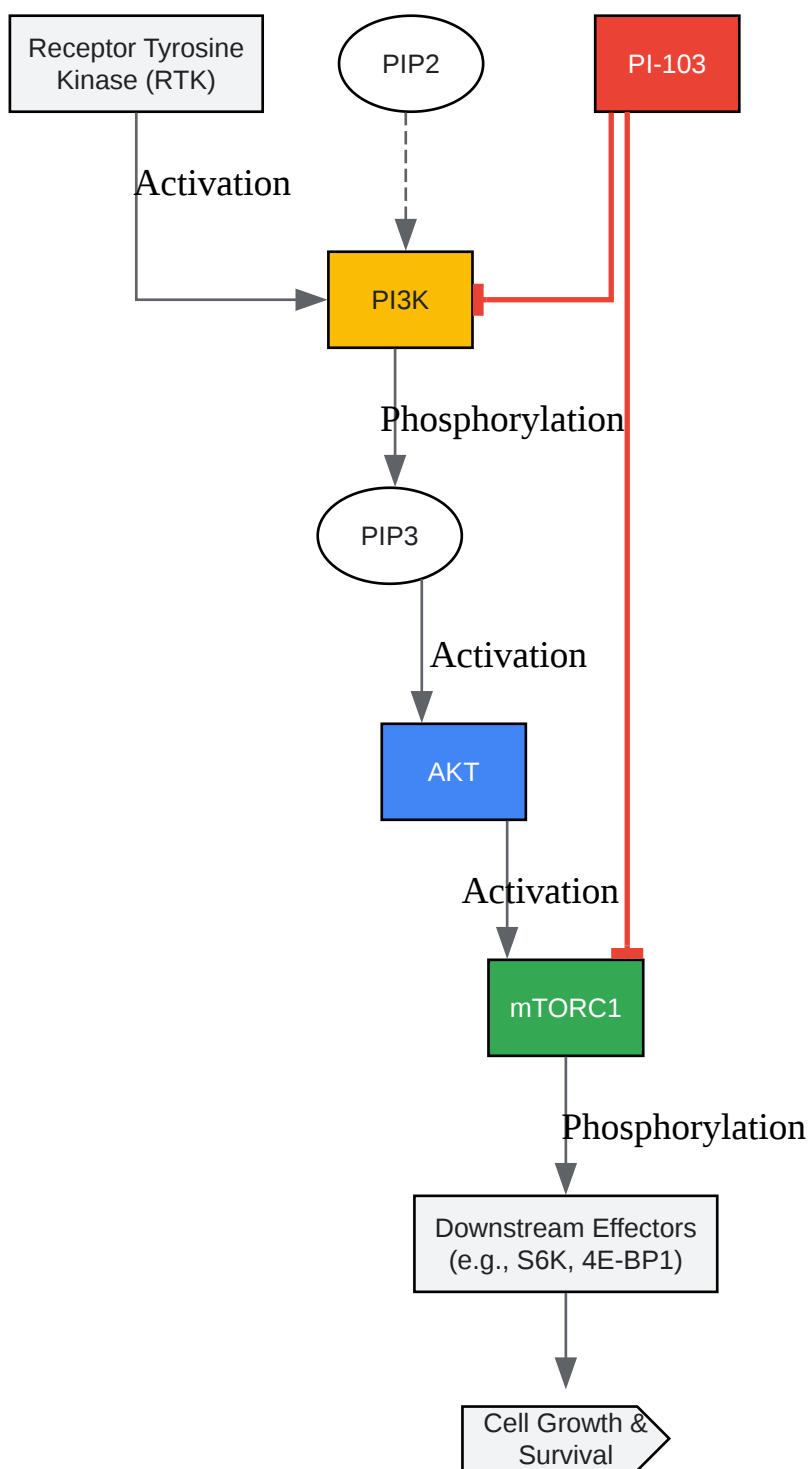 Receptor Tyrosine
Kinase (RTK)
PIP2
PI-103
Activation
PI3K
Phosphorylation
PIP3
Activation
AKT
Activation
mTORC1
Phosphorylation
Downstream Effectors
(e.g., S6K, 4E-BP1)
Cell Growth &
Survival